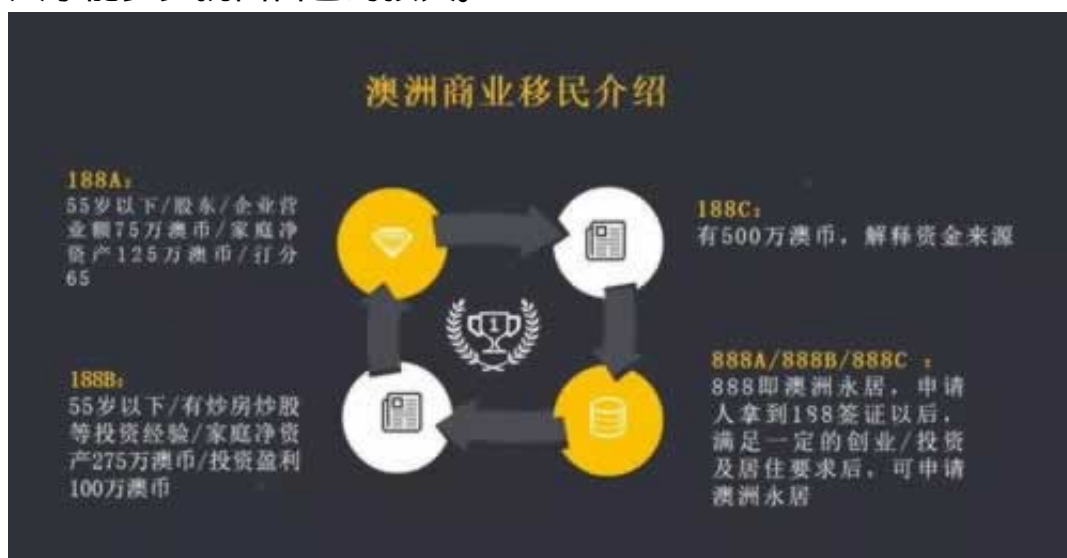 澳洲商业移民介绍
188A：
55岁以下/股东/企业营
业额75万澳币/家庭净
资产125万澳币/打分
65
188C：
有500万澳币，解释资金来源
1
188B：
55岁以下/有炒房炒股
等投资经验/家庭净资
产275万澳币/投资盈利
100万澳币
888A/888B/888C ：
888即澳洲永居，申请
人拿到188签证以后，
满足一定的创业/投资
及居住要求后，可申请
澳洲永居